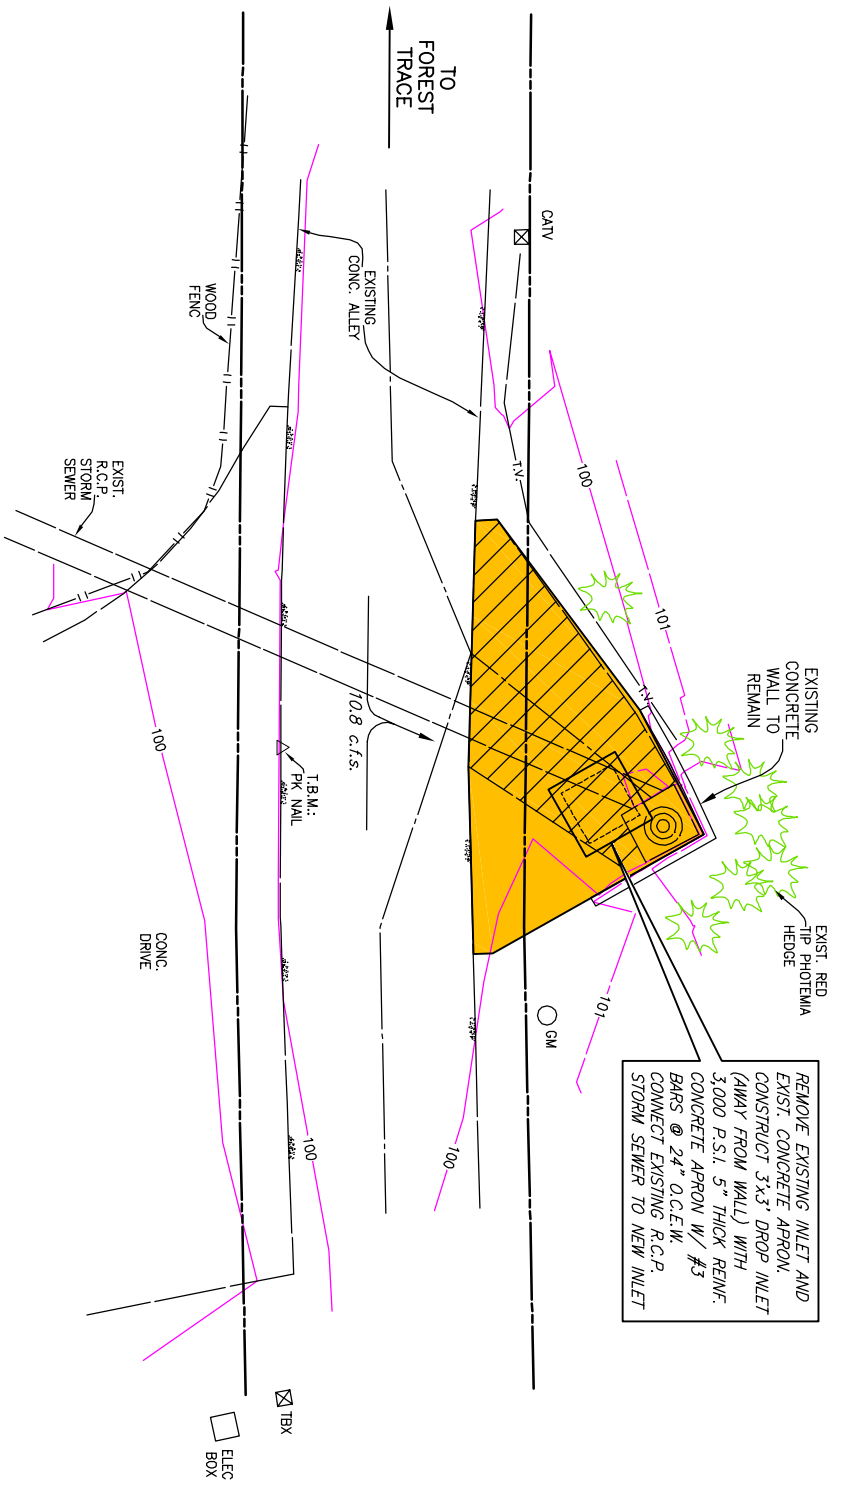 TO
FOREST
TRACE
CATV
EXISTING
CONC. ALLEY
WOOD
FENC
EXIST.
R.C.P.
STORM
SEWER
T.V.
T.V.
100
101
EXISTING
CONCRETE
WALL TO
REMAIN
EXIST. RED
TIP PHOTEMIA
HEDGE
10.8 c.f.s.
T.B.M.:
PK NAIL
100
CONC.
DRIVE
GM
101
100
100
REMOVE EXISTING INLET AND
EXIST. CONCRETE APRON.
CONSTRUCT 3'x3' DROP INLET
(AWAY FROM WALL) WITH
3,000 P.S.I. 5" THICK REINF.
CONCRETE APRON W/ #3
BARS @ 24" O.C.E.W.
CONNECT EXISTING R.C.P.
STORM SEWER TO NEW INLET
TBX
ELEC
BOX